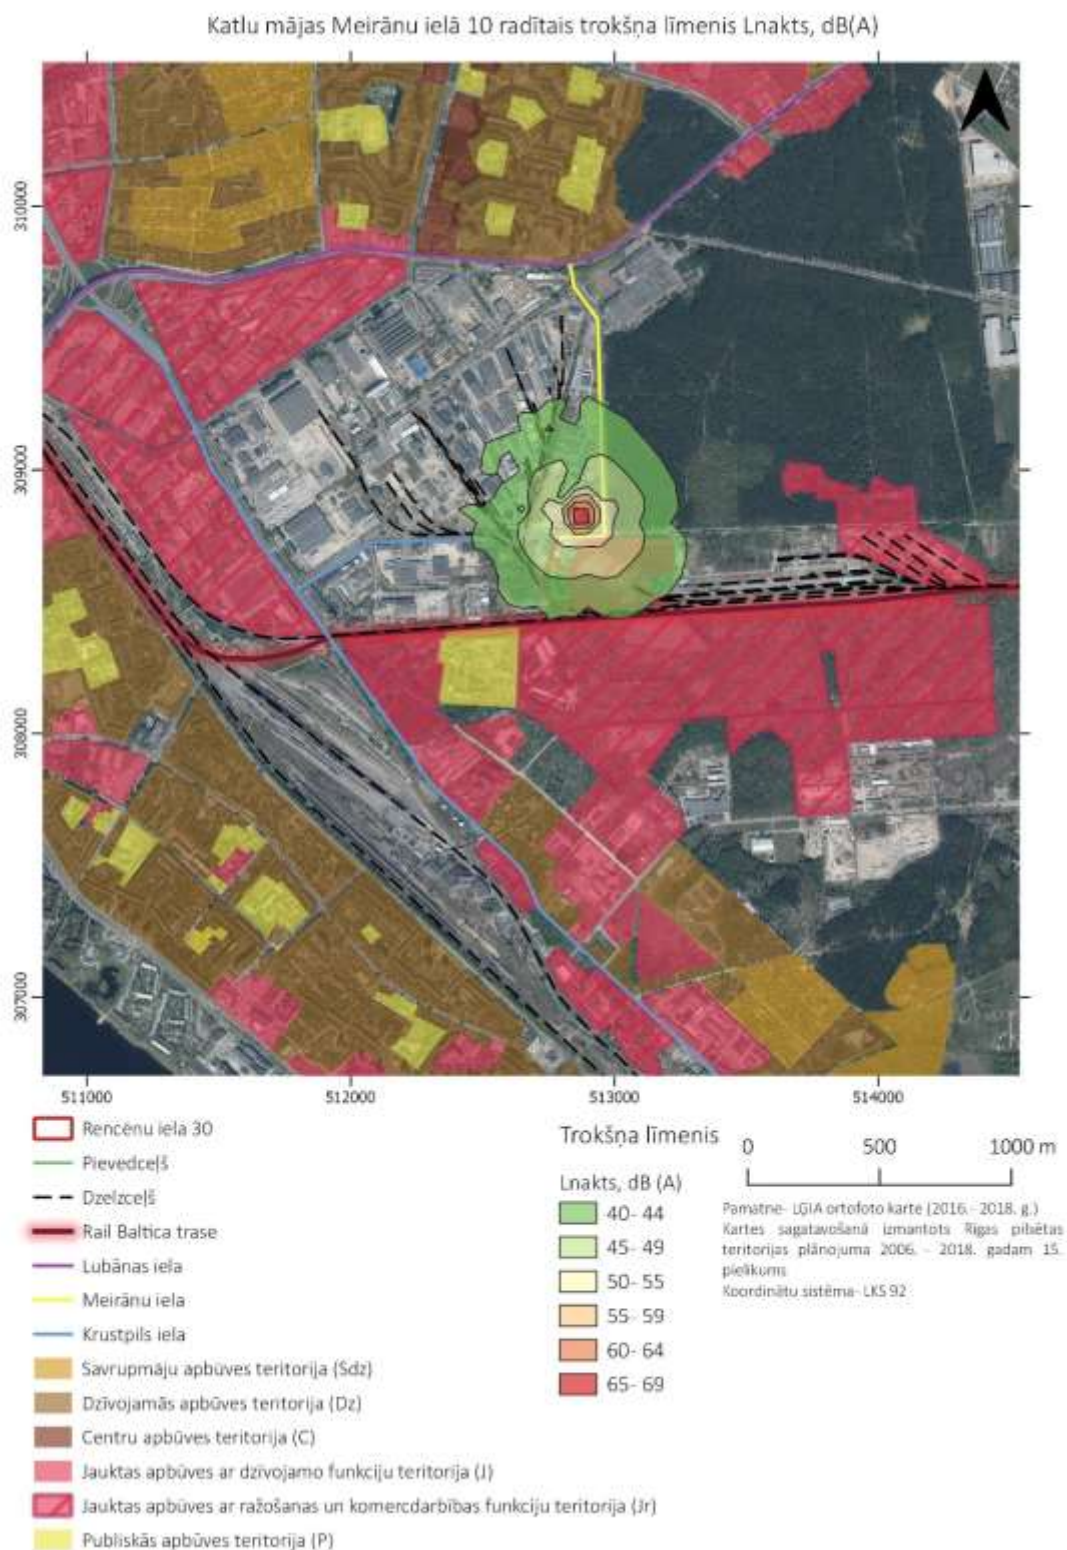 Katlu mājas Meirānu ielā 10 radītais trokšņa līmenis Lnakts, dB(A)
310000
309000
308000
307000
511000
512000
513000
514000
Rencēnu iela 30
Pievedceļš
Dzelzceļš
Rail Baltica trase
Lubānas iela
Meirānu iela
Krustpils iela
Savrupmāju apbūves teritorija (Sdz)
Dzīvojamās apbūves teritorija (Dz)
Centru apbūves teritorija (C)
Jauktas apbūves ar dzīvojamo funkciju teritorija (J)
Jauktas apbūves ar ražošanas un komercdarbības funkciju teritorija (Jr)
Publiskās apbūves teritorija (P)
Trokšņa līmenis
Lnakts, dB (A)
40- 44
45- 49
50- 55
55- 59
60- 64
65- 69
0 500 1000 m
Pamatne- LĢIA ortofoto karte (2016.- 2018. g.)
Kartes sagatavošanā izmantots Rīgas pilsētas
teritorijas plānojuma 2006. - 2018. gadam 15.
pielikums
Koordinātu sistēma- LKS 92